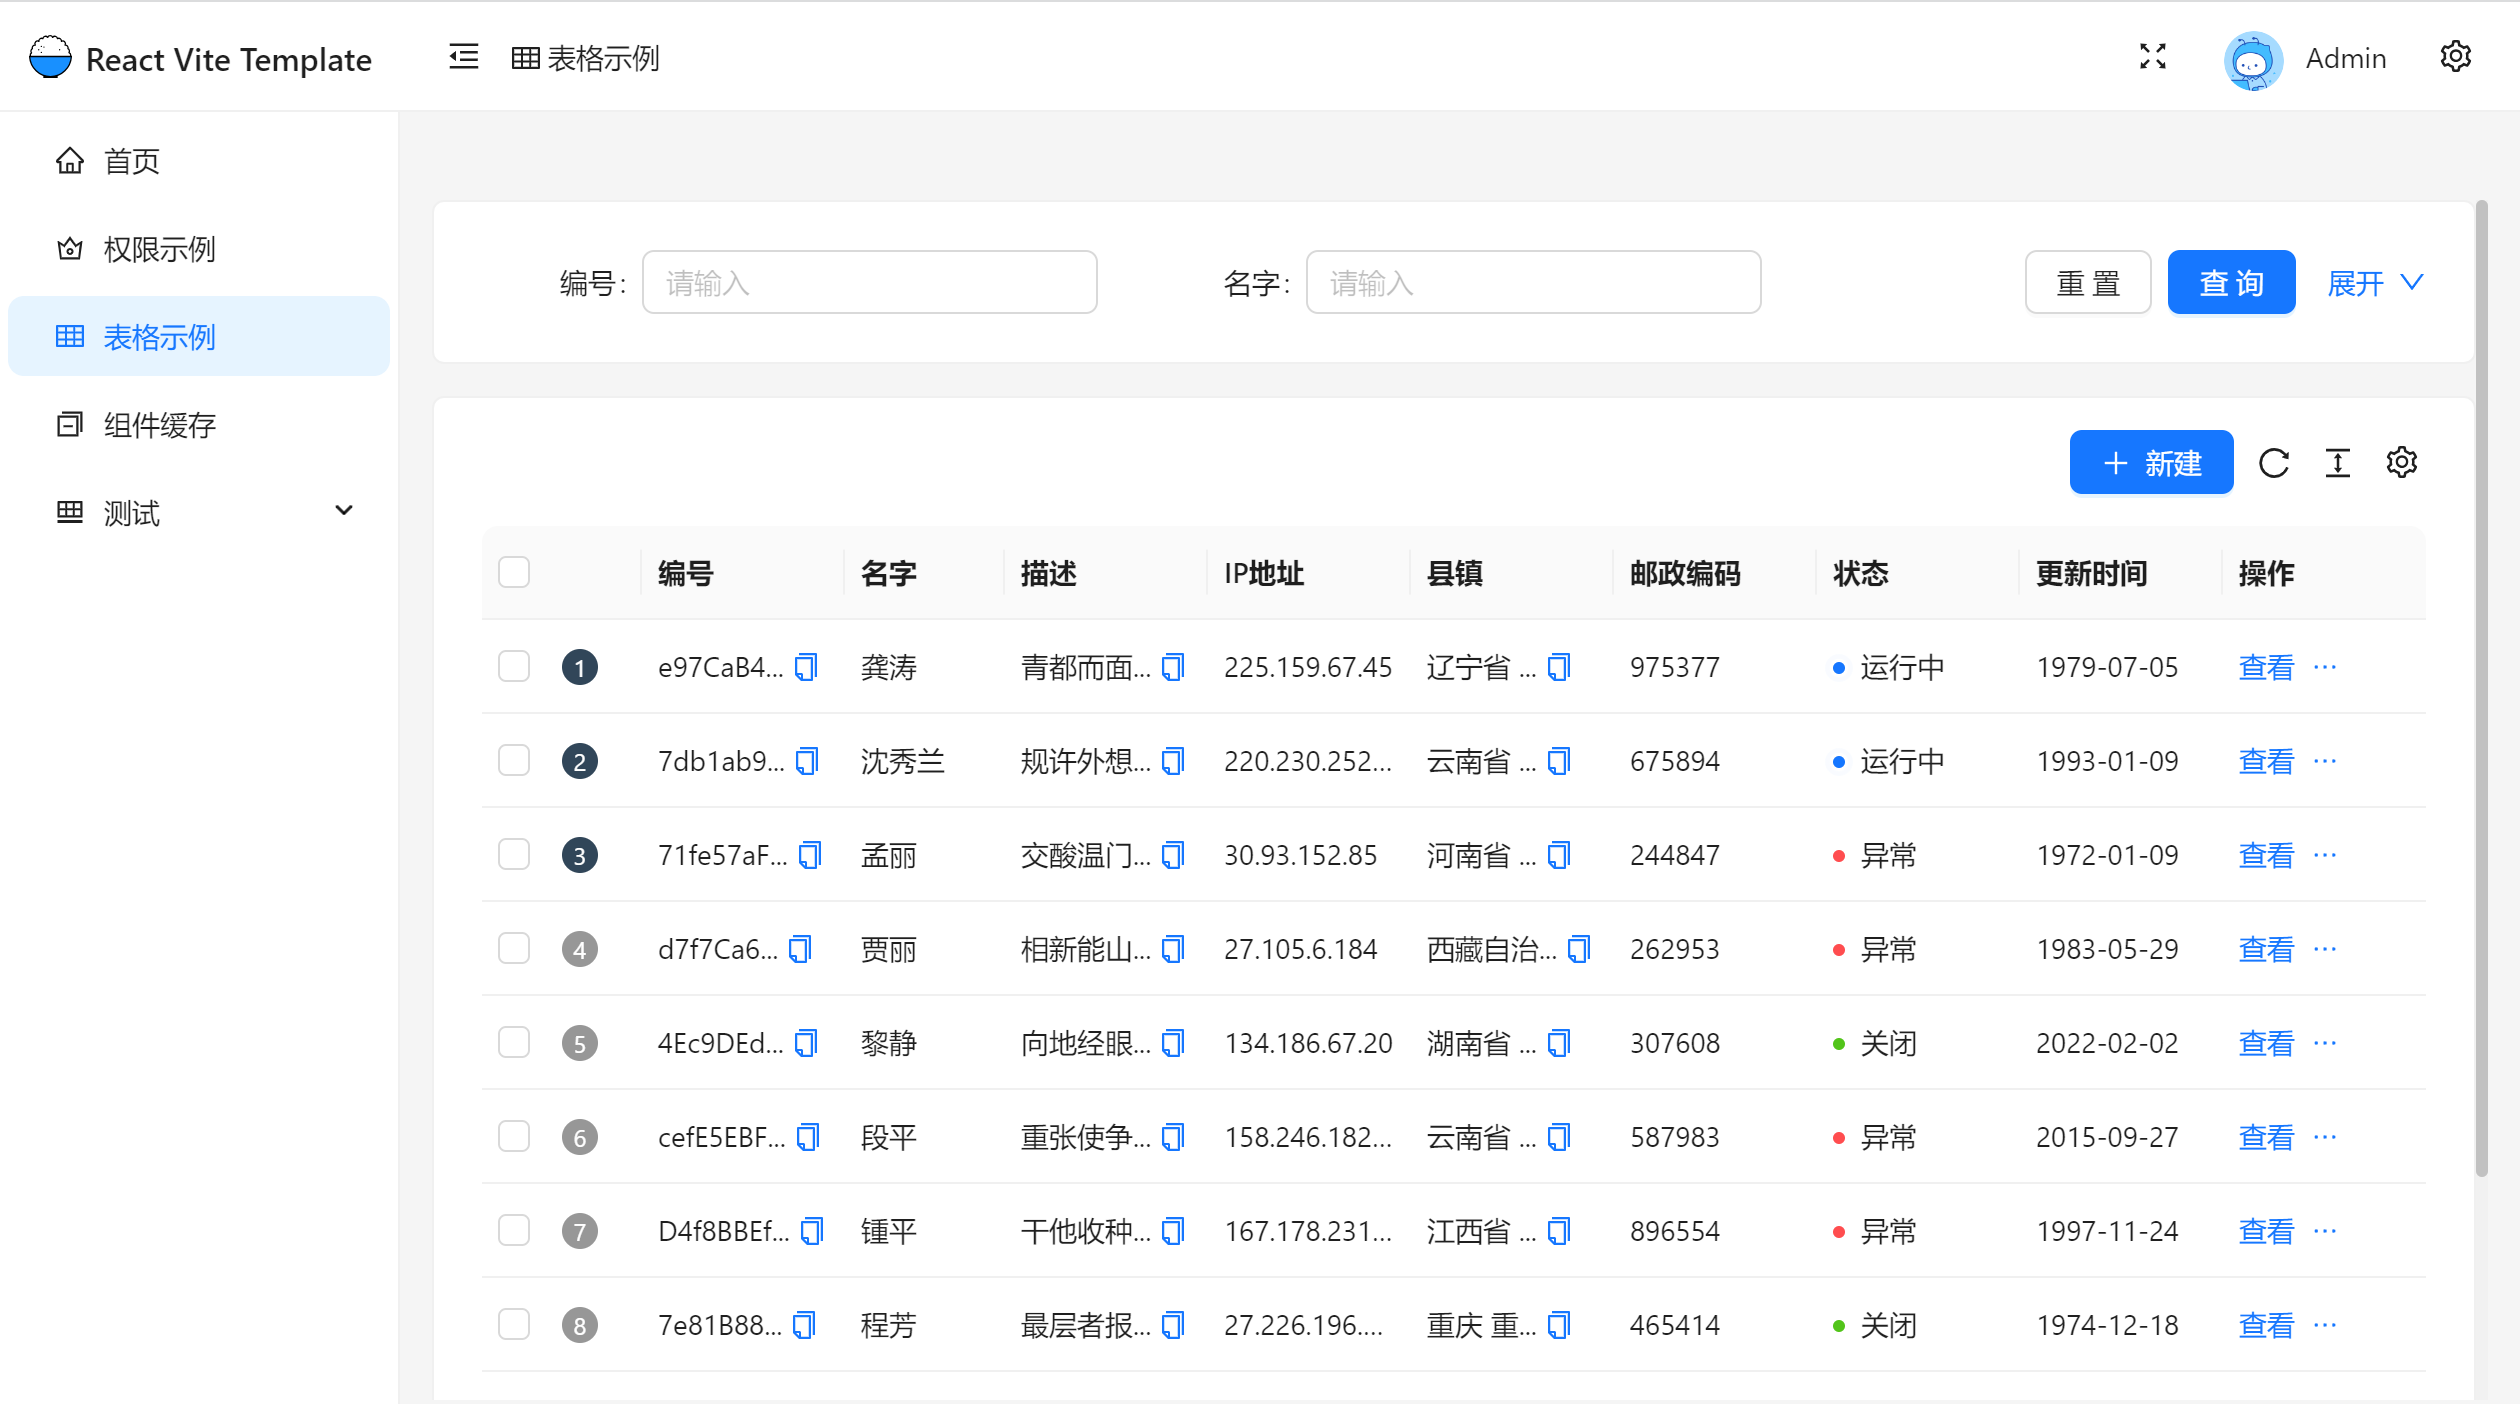 React Vite Template
表格示例
Admin
首页
权限示例
表格示例
组件缓存
测试
编号: 请输入 名字: 请输入 重 置 查 询 展开
新建
编号 名字 描述 IP地址 县镇 邮政编码 状态 更新时间 操作
1 e97CaB4... 龚涛 青都而面... 225.159.67.45 辽宁省 ... 975377 运行中 1979-07-05 查看 ···
2 7db1ab9... 沈秀兰 规许外想... 220.230.252... 云南省 ... 675894 运行中 1993-01-09 查看 ···
3 71fe57aF... 孟丽 交酸温门... 30.93.152.85 河南省 ... 244847 异常 1972-01-09 查看 ···
4 d7f7Ca6... 贾丽 相新能山... 27.105.6.184 西藏自治... 262953 异常 1983-05-29 查看 ···
5 4Ec9DEd... 黎静 向地经眼... 134.186.67.20 湖南省 ... 307608 关闭 2022-02-02 查看 ···
6 cefE5EBF... 段平 重张使争... 158.246.182... 云南省 ... 587983 异常 2015-09-27 查看 ···
7 D4f8BBEf... 锺平 干他收种... 167.178.231... 江西省 ... 896554 异常 1997-11-24 查看 ···
8 7e81B88... 程芳 最层者报... 27.226.196.... 重庆 重... 465414 关闭 1974-12-18 查看 ···